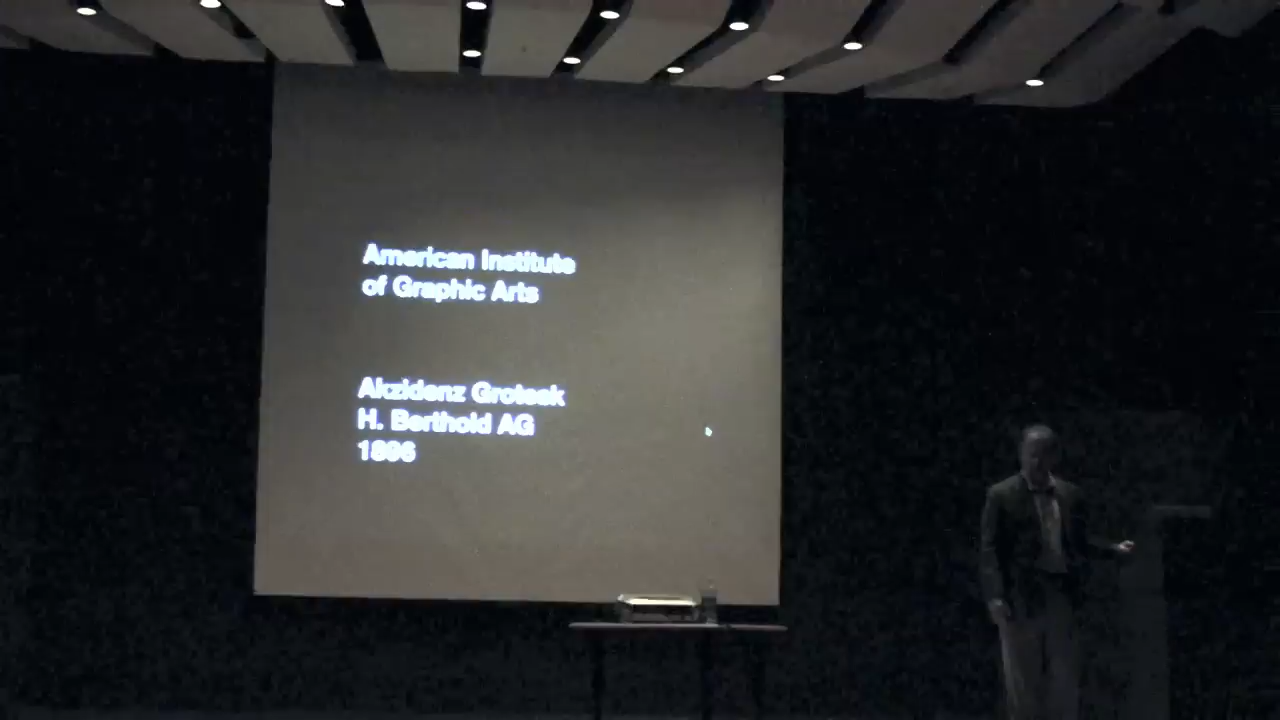 American Institute
of Graphic Arts
Akzidenz Grotesk
H. Berthold AG
1896